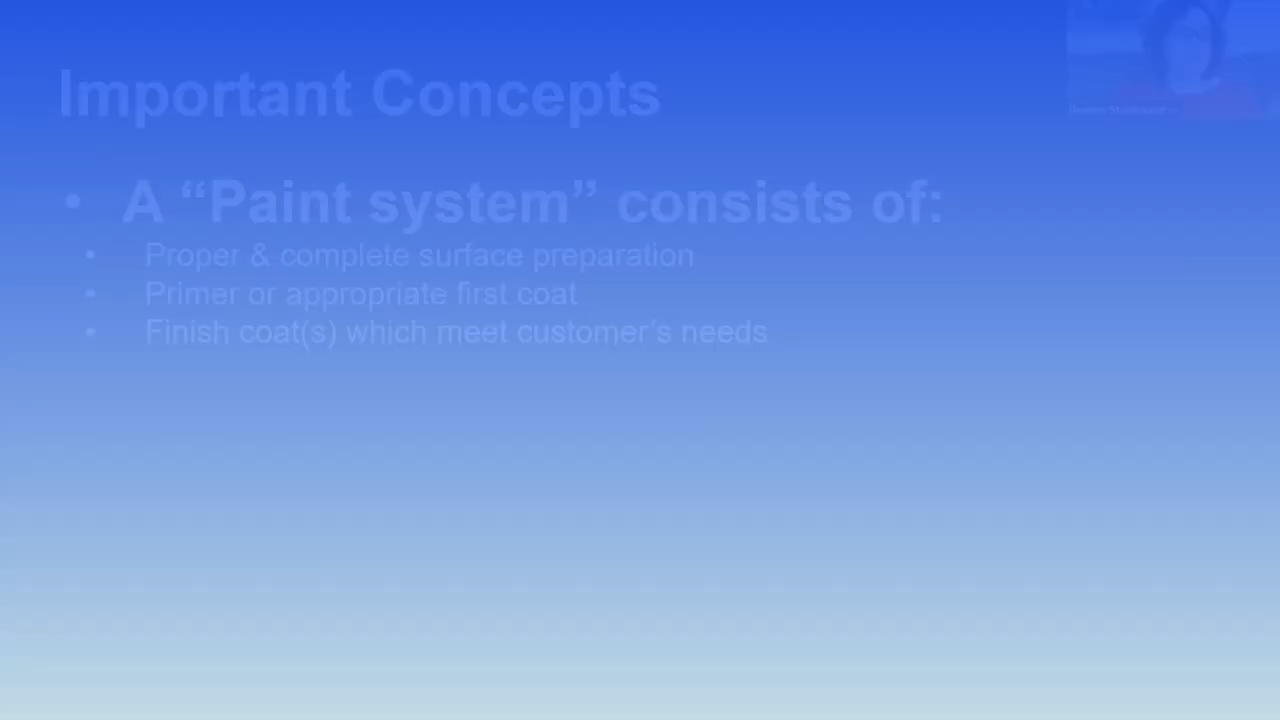 Important Concepts
• A “Paint system” consists of:
• Proper & complete surface preparation
• Primer or appropriate first coat
• Finish coat(s) which meet customer’s needs